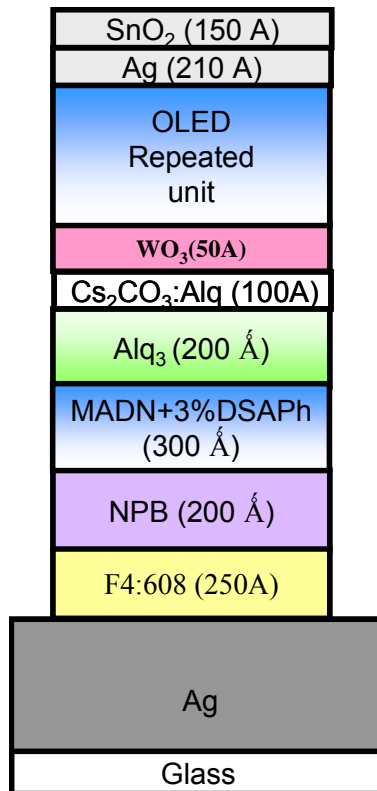 SnO₂ (150 A)
Ag (210 A)
OLED
Repeated
unit
WO₃(50A)
Cs₂CO₃:Alq (100A)
Alq₃ (200 Ǻ)
MADN+3%DSAPh
(300 Ǻ)
NPB (200 Ǻ)
F4:608 (250A)
Ag
Glass